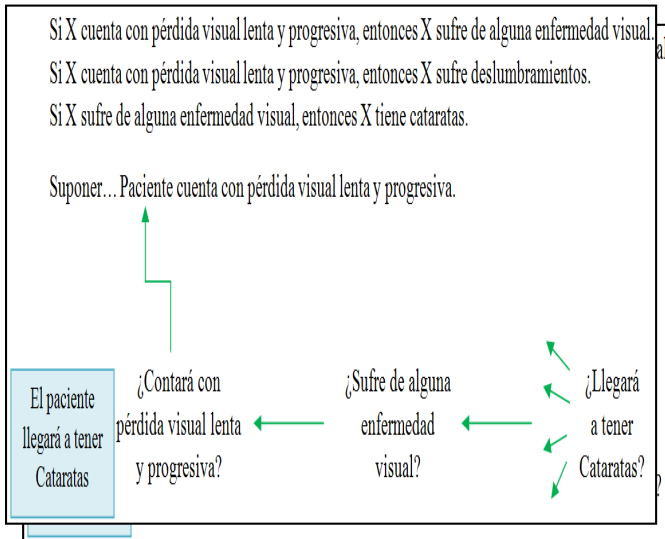 Si X cuenta con pérdida visual lenta y progresiva, entonces X sufre de alguna enfermedad visual.
Si X cuenta con pérdida visual lenta y progresiva, entonces X sufre deslumbramientos.
Si X sufre de alguna enfermedad visual, entonces X tiene cataratas.
Suponer… Paciente cuenta con pérdida visual lenta y progresiva.
El paciente
llegará a tener
Cataratas
¿Contará con
pérdida visual lenta
y progresiva?
¿Sufre de alguna
enfermedad
visual?
¿Llegará
a tener
Cataratas?
?